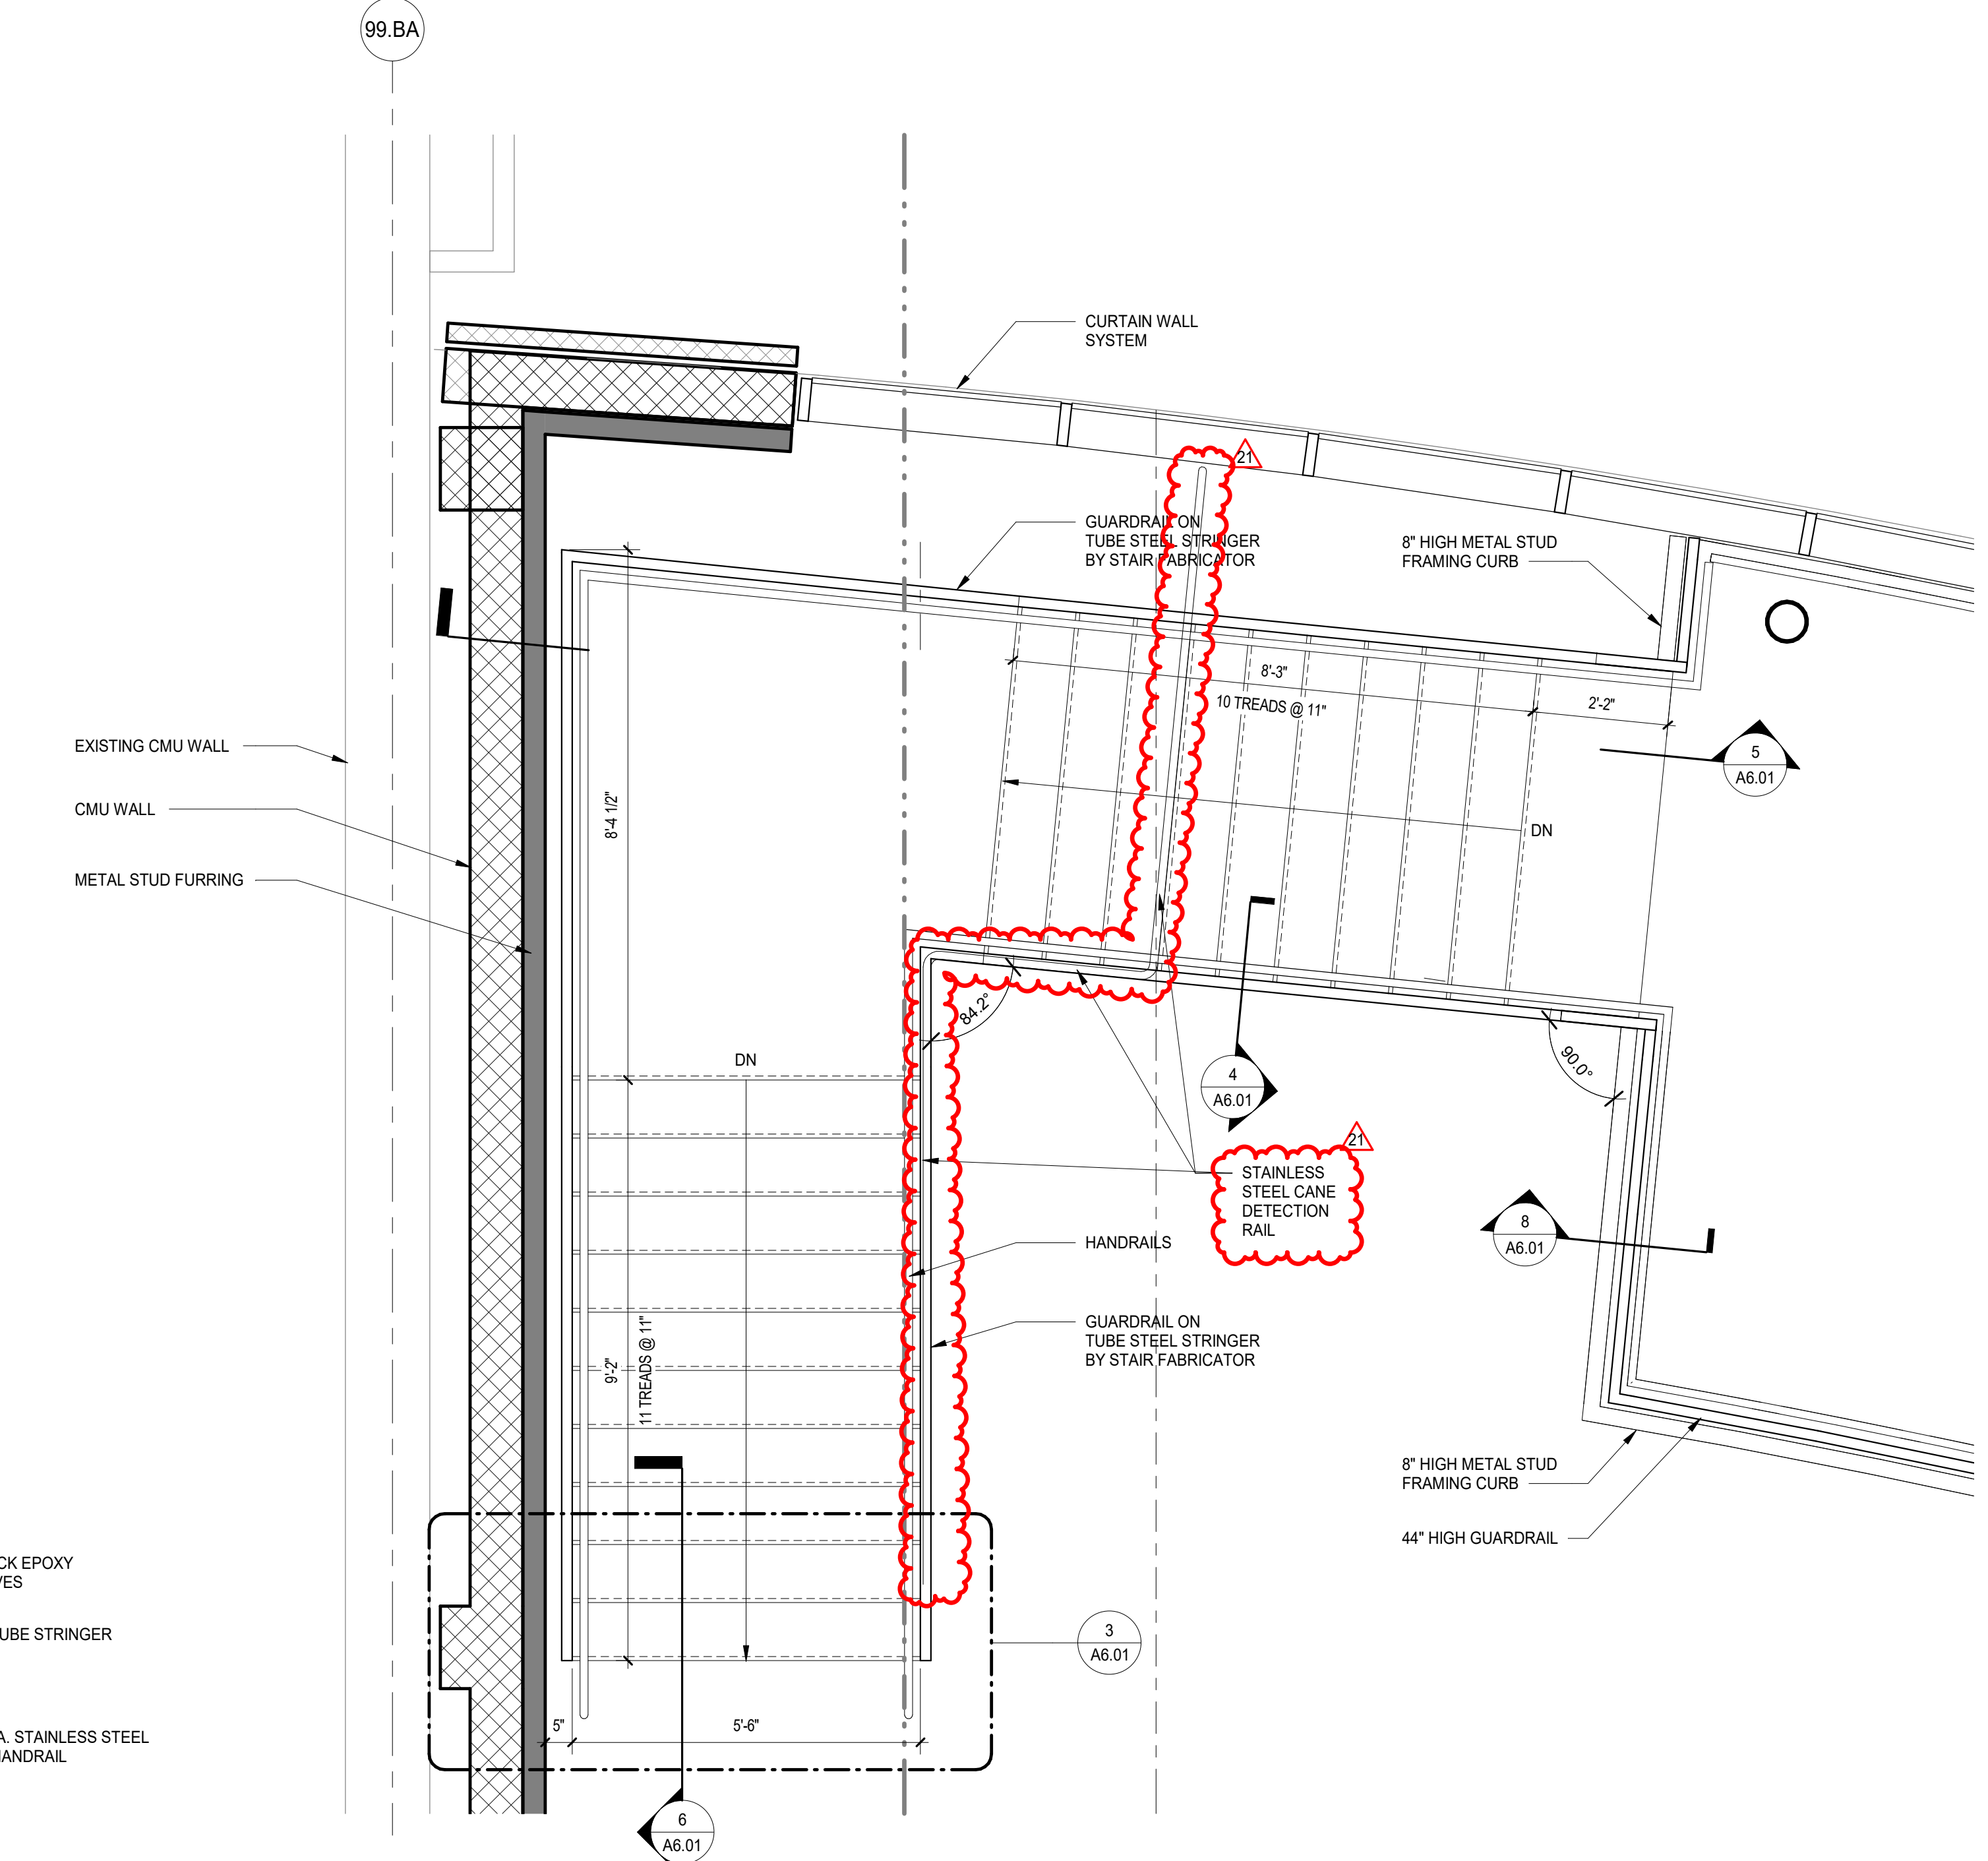 99.BA
CURTAIN WALL
SYSTEM
21
GUARDRAIL ON
TUBE STEEL STRINGER
BY STAIR FABRICATOR
8" HIGH METAL STUD
FRAMING CURB
8'-3"
10 TREADS @ 11"
2'-2"
EXISTING CMU WALL
5
A6.01
CMU WALL
8'-4 1/2"
DN
METAL STUD FURRING
84.2°
DN
90.0°
4
A6.01
21
STAINLESS
STEEL CANE
DETECTION
RAIL
8
A6.01
HANDRAILS
GUARDRAIL ON
TUBE STEEL STRINGER
BY STAIR FABRICATOR
9'-2"
11 TREADS @ 11"
8" HIGH METAL STUD
FRAMING CURB
44" HIGH GUARDRAIL
CK EPOXY
VES
UBE STRINGER
3
A6.01
A. STAINLESS STEEL
HANDRAIL
5"
5'-6"
6
A6.01